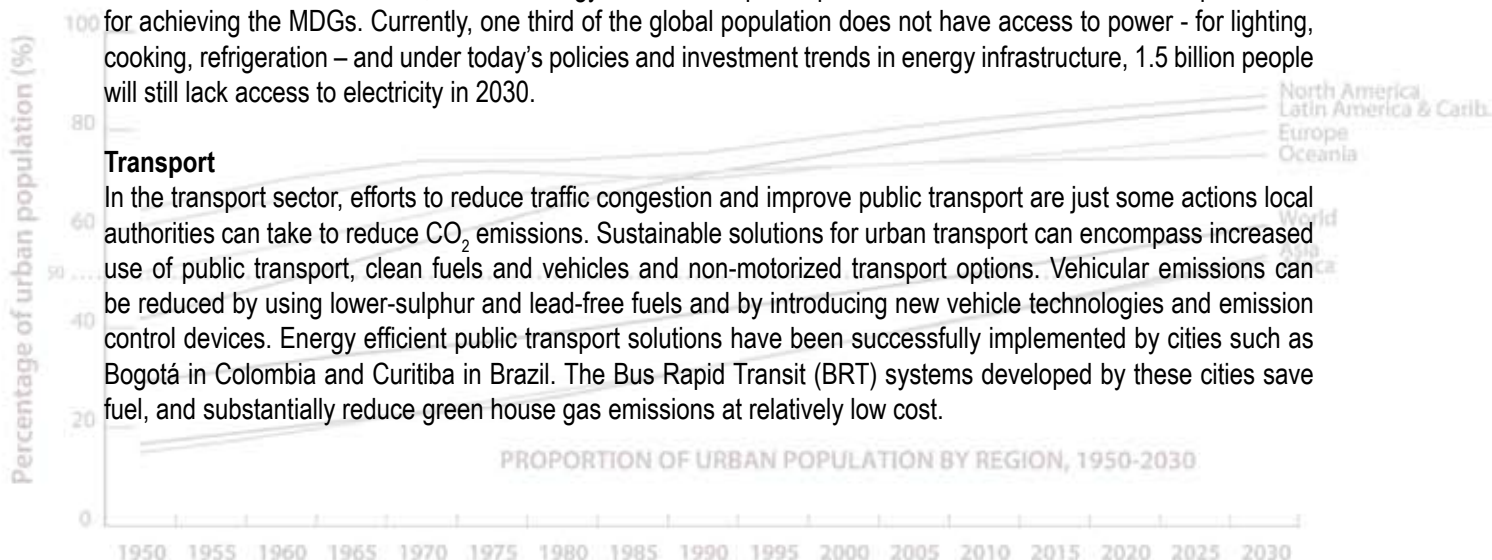 for achieving the MDGs. Currently, one third of the global population does not have access to power - for lighting,
cooking, refrigeration – and under today's policies and investment trends in energy infrastructure, 1.5 billion people
will still lack access to electricity in 2030.
Transport
In the transport sector, efforts to reduce traffic congestion and improve public transport are just some actions local
authorities can take to reduce CO2 emissions. Sustainable solutions for urban transport can encompass increased
use of public transport, clean fuels and vehicles and non-motorized transport options. Vehicular emissions can
be reduced by using lower-sulphur and lead-free fuels and by introducing new vehicle technologies and emission
control devices. Energy efficient public transport solutions have been successfully implemented by cities such as
Bogotá in Colombia and Curitiba in Brazil. The Bus Rapid Transit (BRT) systems developed by these cities save
fuel, and substantially reduce green house gas emissions at relatively low cost.
Percentage of urban population (%)
100
80
60
50
40
20
0
North America
Latin America & Carib.
Europe
Oceania
World
Asia
PROPORTION OF URBAN POPULATION BY REGION, 1950-2030
1950 1955 1960 1965 1970 1975 1980 1985 1990 1995 2000 2005 2010 2015 2020 2025 2030